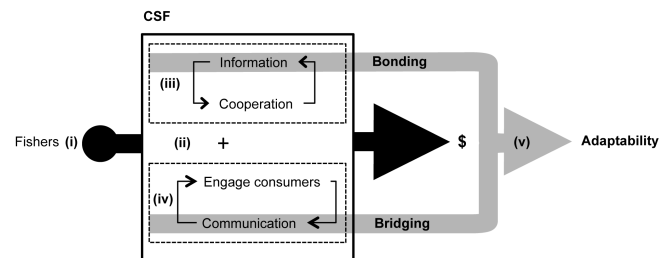 CSF
Information
Bonding
(iii)
Cooperation
Fishers (i)
(ii) +
$
(v)
Adaptability
Engage consumers
(iv)
Communication
Bridging